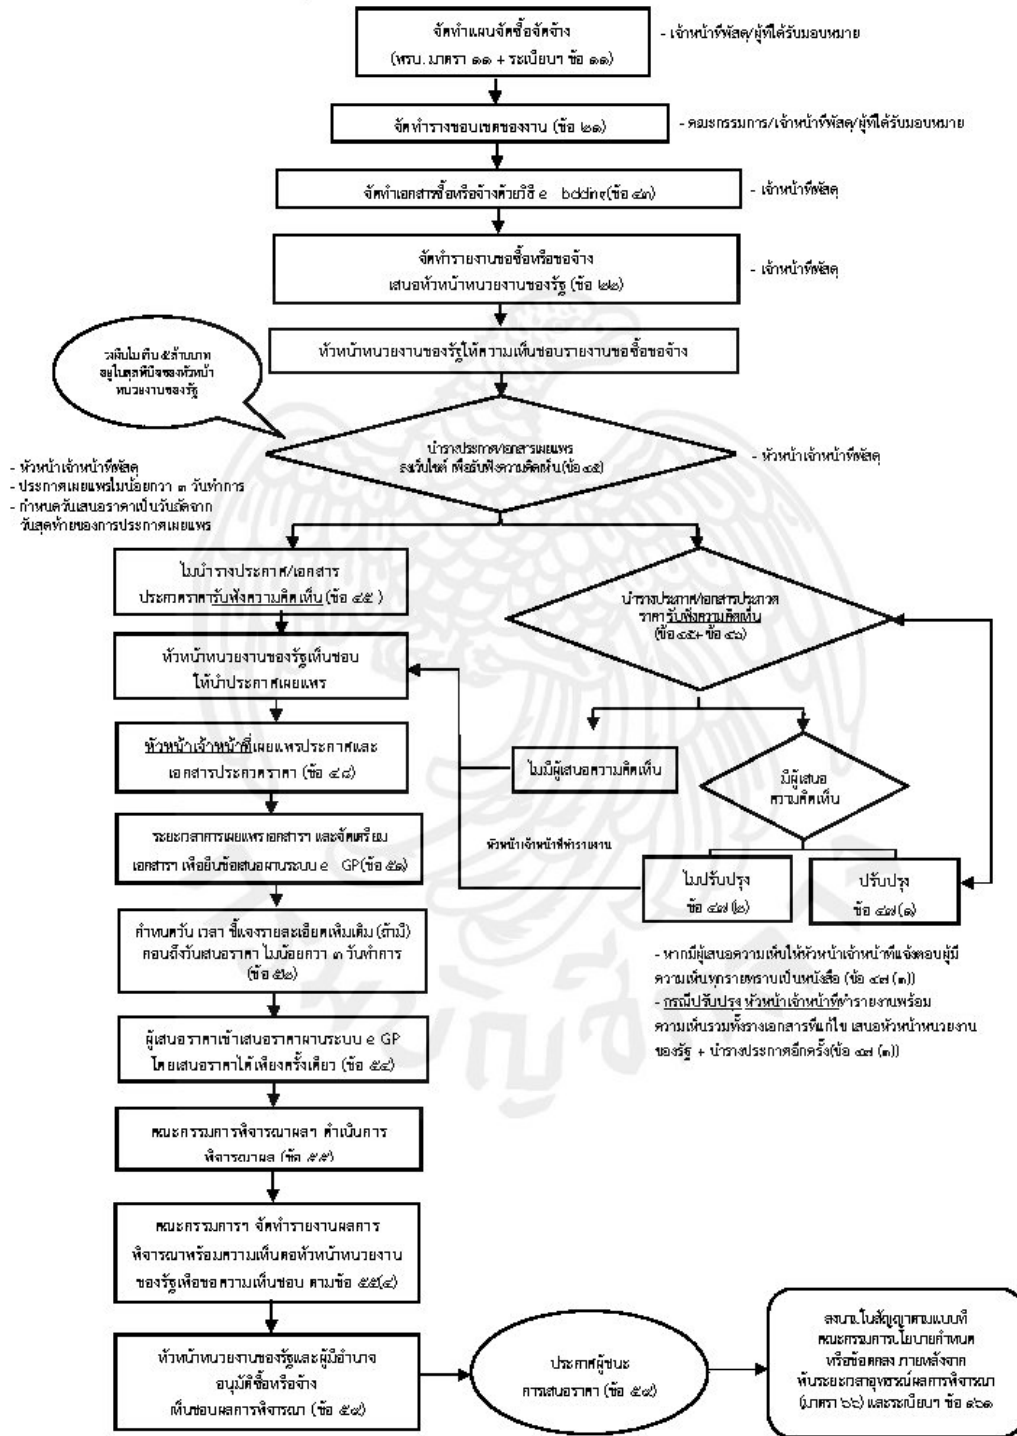 จัดทำแผนจัดซื้อจัดจ้าง
(พรบ. มาตรา ๑๑ + ระเบียบฯ ข้อ ๑๑)
- เจ้าหน้าที่พัสดุ/ผู้ที่ได้รับมอบหมาย
จัดทำร่างขอบเขตของงาน (ข้อ ๒๑)
- คณะกรรมการ/เจ้าหน้าที่พัสดุ/ผู้ที่ได้รับมอบหมาย
จัดทำเอกสารซื้อหรือจ้างด้วยวิธี e bidding (ข้อ ๔๓)
- เจ้าหน้าที่พัสดุ
จัดทำรายงานขอซื้อหรือขอจ้าง
เสนอหัวหน้าหน่วยงานของรัฐ (ข้อ ๒๒)
- เจ้าหน้าที่พัสดุ
หัวหน้าหน่วยงานของรัฐให้ความเห็นชอบรายงานขอซื้อขอจ้าง
วงเงินไม่เกิน ๕ ล้านบาท
อยู่ในดุลพินิจของหัวหน้า
หน่วยงานของรัฐ
นำร่างประกาศ/เอกสารเผยแพร่
ลงเว็บไซต์ เพื่อรับฟังความคิดเห็น (ข้อ ๔๕)
- หัวหน้าเจ้าหน้าที่พัสดุ
- หัวหน้าเจ้าหน้าที่พัสดุ
- ประกาศเผยแพร่ไม่น้อยกว่า ๓ วันทำการ
- กำหนดวันเสนอราคาเป็นวันถัดจาก
วันสุดท้ายของการประกาศเผยแพร่
ไม่นำร่างประกาศ/เอกสาร
ประกวดราคารับฟังความคิดเห็น (ข้อ ๔๕ )
นำร่างประกาศ/เอกสารประกวด
ราคา รับฟังความคิดเห็น
(ข้อ ๔๕+ ข้อ ๔๖)
หัวหน้าหน่วยงานของรัฐเห็นชอบ
ให้นำประกาศเผยแพร่
หัวหน้าเจ้าหน้าที่เผยแพร่ประกาศและ
เอกสารประกวดราคา (ข้อ ๔๘)
ไม่มีผู้เสนอความคิดเห็น
มีผู้เสนอ
ความคิดเห็น
ระยะเวลาการเผยแพร่เอกสารฯ และจัดเตรียม
เอกสารฯ เพื่อยื่นข้อเสนอผ่านระบบ e GP (ข้อ ๕๑)
หัวหน้าเจ้าหน้าที่ทำรายงาน
ไม่ปรับปรุง
ข้อ ๔๗ (๒)
ปรับปรุง
ข้อ ๔๗ (๑)
กำหนดวัน เวลา ชี้แจงรายละเอียดเพิ่มเติม (ถ้ามี)
ก่อนถึงวันเสนอราคา ไม่น้อยกว่า ๓ วันทำการ
(ข้อ ๕๒)
- หากมีผู้เสนอความเห็นให้หัวหน้าเจ้าหน้าที่แจ้งตอบผู้มี
ความเห็นทุกรายทราบเป็นหนังสือ (ข้อ ๔๗ (๑))
- กรณีปรับปรุง หัวหน้าเจ้าหน้าที่ทำรายงานพร้อม
ความเห็นรวมทั้งร่างเอกสารที่แก้ไข เสนอหัวหน้าหน่วยงาน
ของรัฐ + นำร่างประกาศอีกครั้ง(ข้อ ๔๗ (๑))
ผู้เสนอราคาเข้าเสนอราคาผ่านระบบ e GP
โดยเสนอราคาได้เพียงครั้งเดียว (ข้อ ๕๔)
คณะกรรมการพิจารณาผลฯ ดำเนินการ
พิจารณาผล (ข้อ ๕๕)
คณะกรรมการฯ จัดทำรายงานผลการ
พิจารณาพร้อมความเห็นต่อหัวหน้าหน่วยงาน
ของรัฐเพื่อขอความเห็นชอบ ตามข้อ ๕๕(๔)
หัวหน้าหน่วยงานของรัฐและผู้มีอำนาจ
อนุมัติซื้อหรือจ้าง
เห็นชอบผลการพิจารณา (ข้อ ๕๙)
ประกาศผู้ชนะ
การเสนอราคา (ข้อ ๕๙)
ลงนามในสัญญาตามแบบที่
คณะกรรมการนโยบายกำหนด
หรือข้อตกลง ภายหลังจาก
พ้นระยะเวลาอุทธรณ์ผลการพิจารณา
(มาตรา ๖๖) และระเบียบฯ ข้อ ๑๖๑